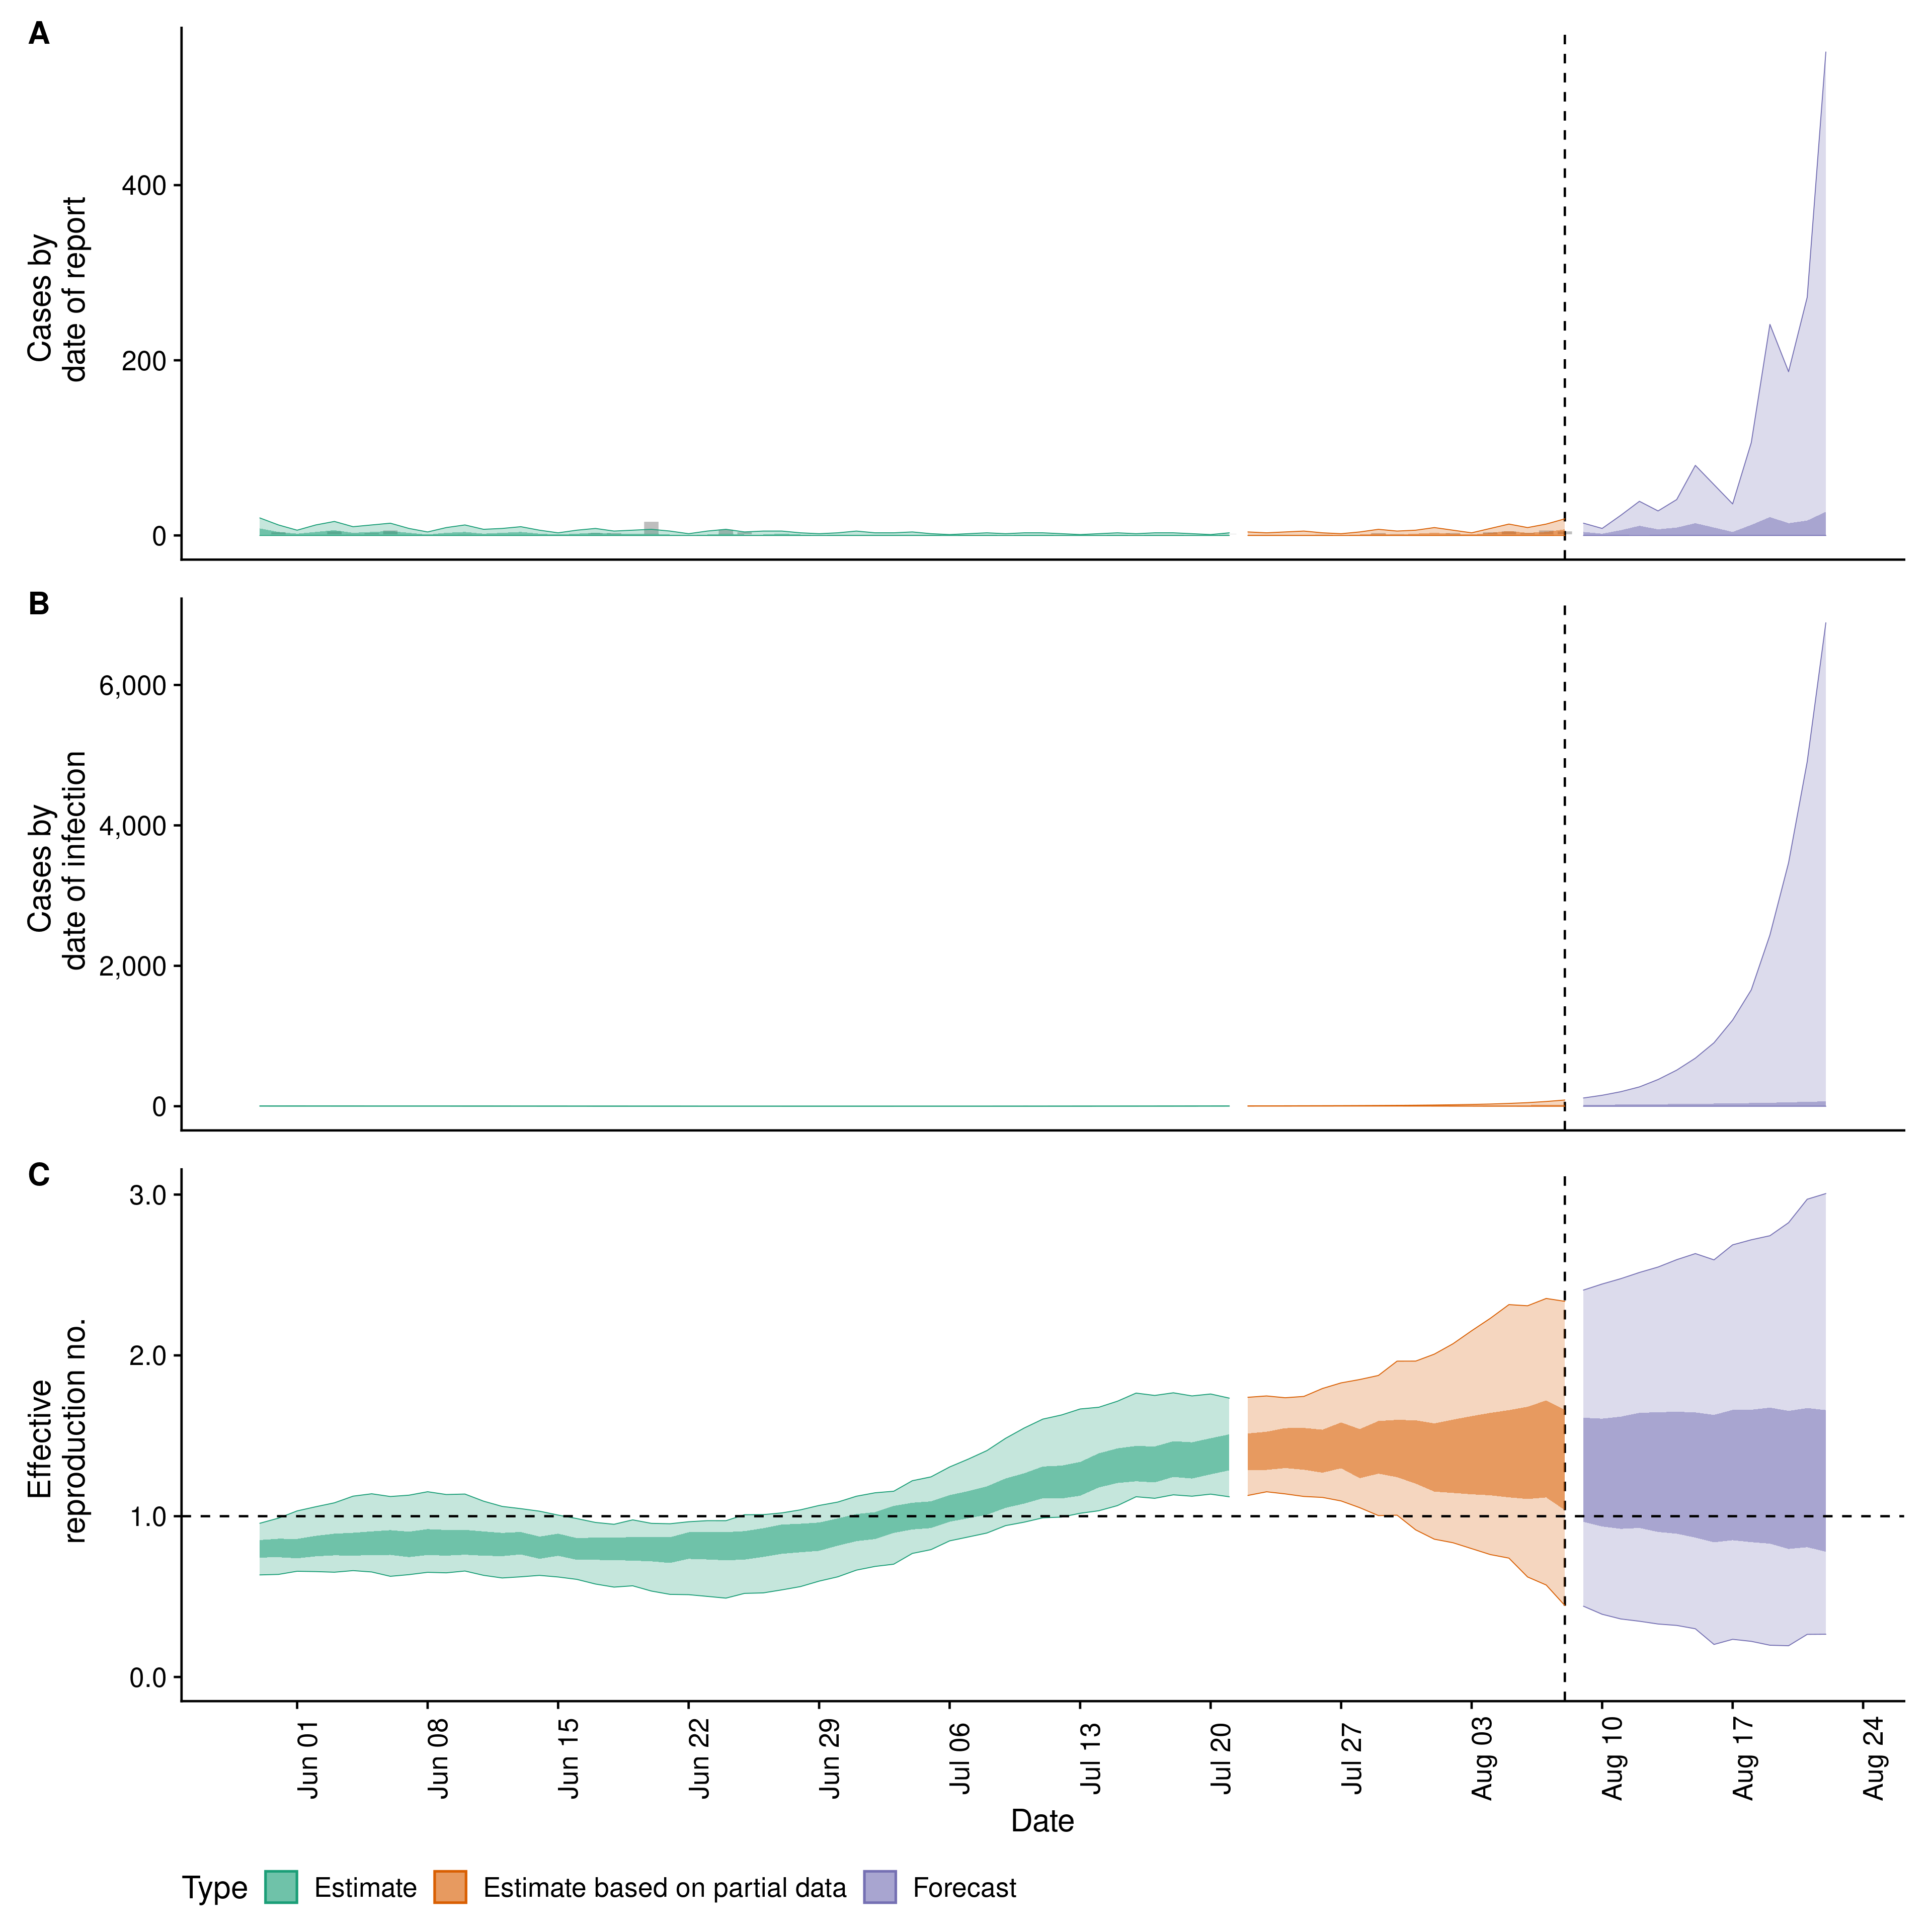 A
Cases by
date of report
400
200
0
B
Cases by
date of infection
6,000
4,000
2,000
0
C
Effective
reproduction no.
3.0
2.0
1.0
0.0
Jun 01
Jun 08
Jun 15
Jun 22
Jun 29
Jul 06
Jul 13
Jul 20
Jul 27
Aug 03
Aug 10
Aug 17
Aug 24
Date
Type Estimate Estimate based on partial data Forecast